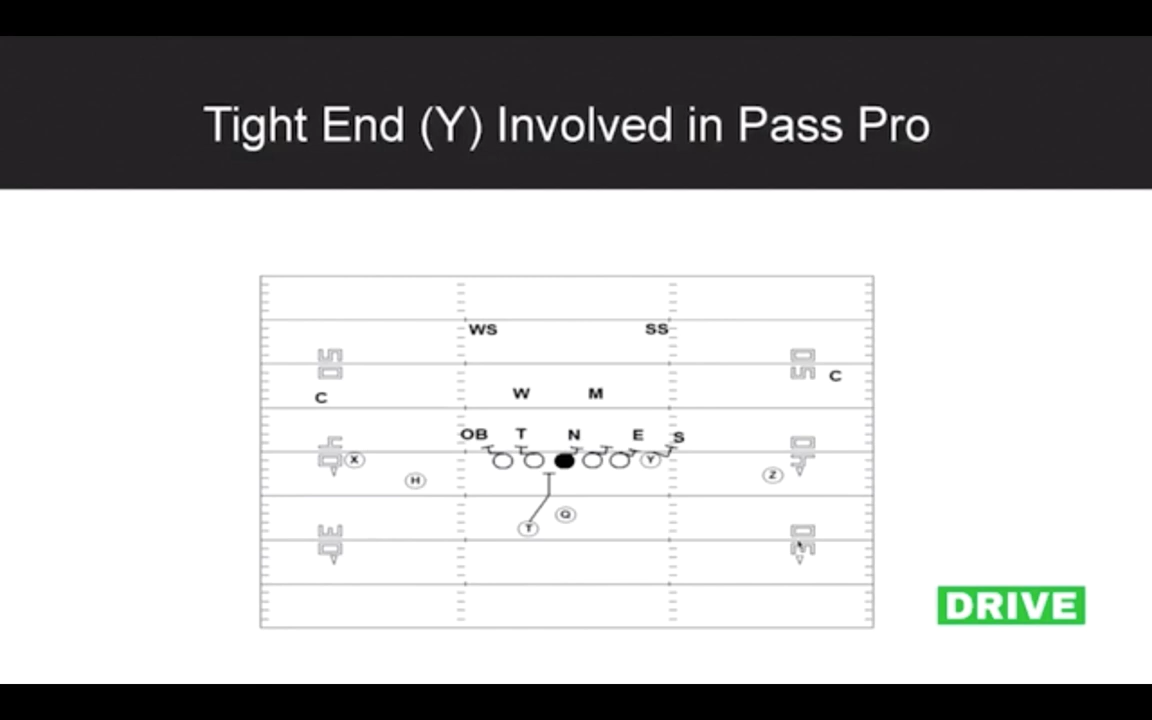 Tight End (Y) Involved in Pass Pro
WS SS
50 50
C C
W M
OB T N E S
40 40
X Y
H Z
Q
T
30 30
DRIVE